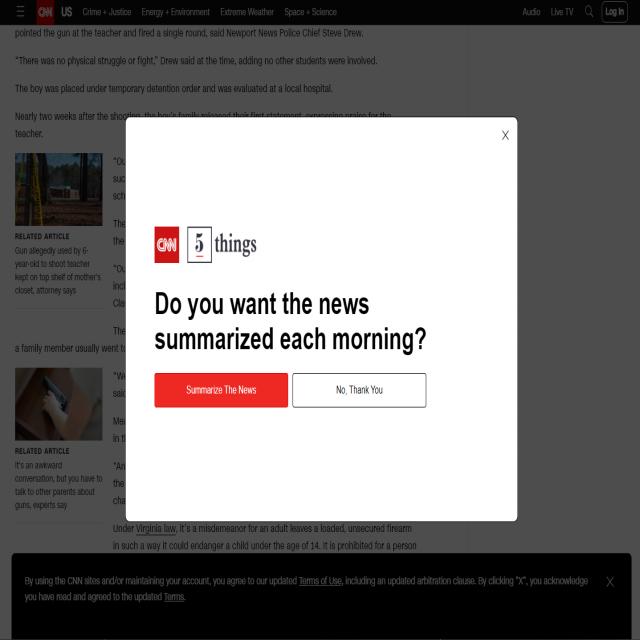 CNN US Crime + Justice Energy + Environment Extreme Weather Space + Science Audio Live TV Log In
pointed the gun at the teacher and fired a single round, said Newport News Police Chief Steve Drew.
“There was no physical struggle or fight,” Drew said at the time, adding no other students were involved.
The boy was placed under temporary detention order and was evaluated at a local hospital.
Nearly two weeks after the shooting, the boy’s family released their first statement, expressing praise for the
teacher.
RELATED ARTICLE
Gun allegedly used by 6-
year-old to shoot teacher
kept on top shelf of mother’s
closet, attorney says
a family member usually went to
RELATED ARTICLE
It’s an awkward
conversation, but you have to
talk to other parents about
guns, experts say
Under Virginia law, it’s a misdemeanor for an adult leaves a loaded, unsecured firearm
in such a way it could endanger a child under the age of 14. It is prohibited for a person
X
CNN 5 things
Do you want the news
summarized each morning?
Summarize The News No, Thank You
By using the CNN sites and/or maintaining your account, you agree to our updated Terms of Use, including an updated arbitration clause. By clicking "X", you acknowledge
you have read and agreed to the updated Terms.